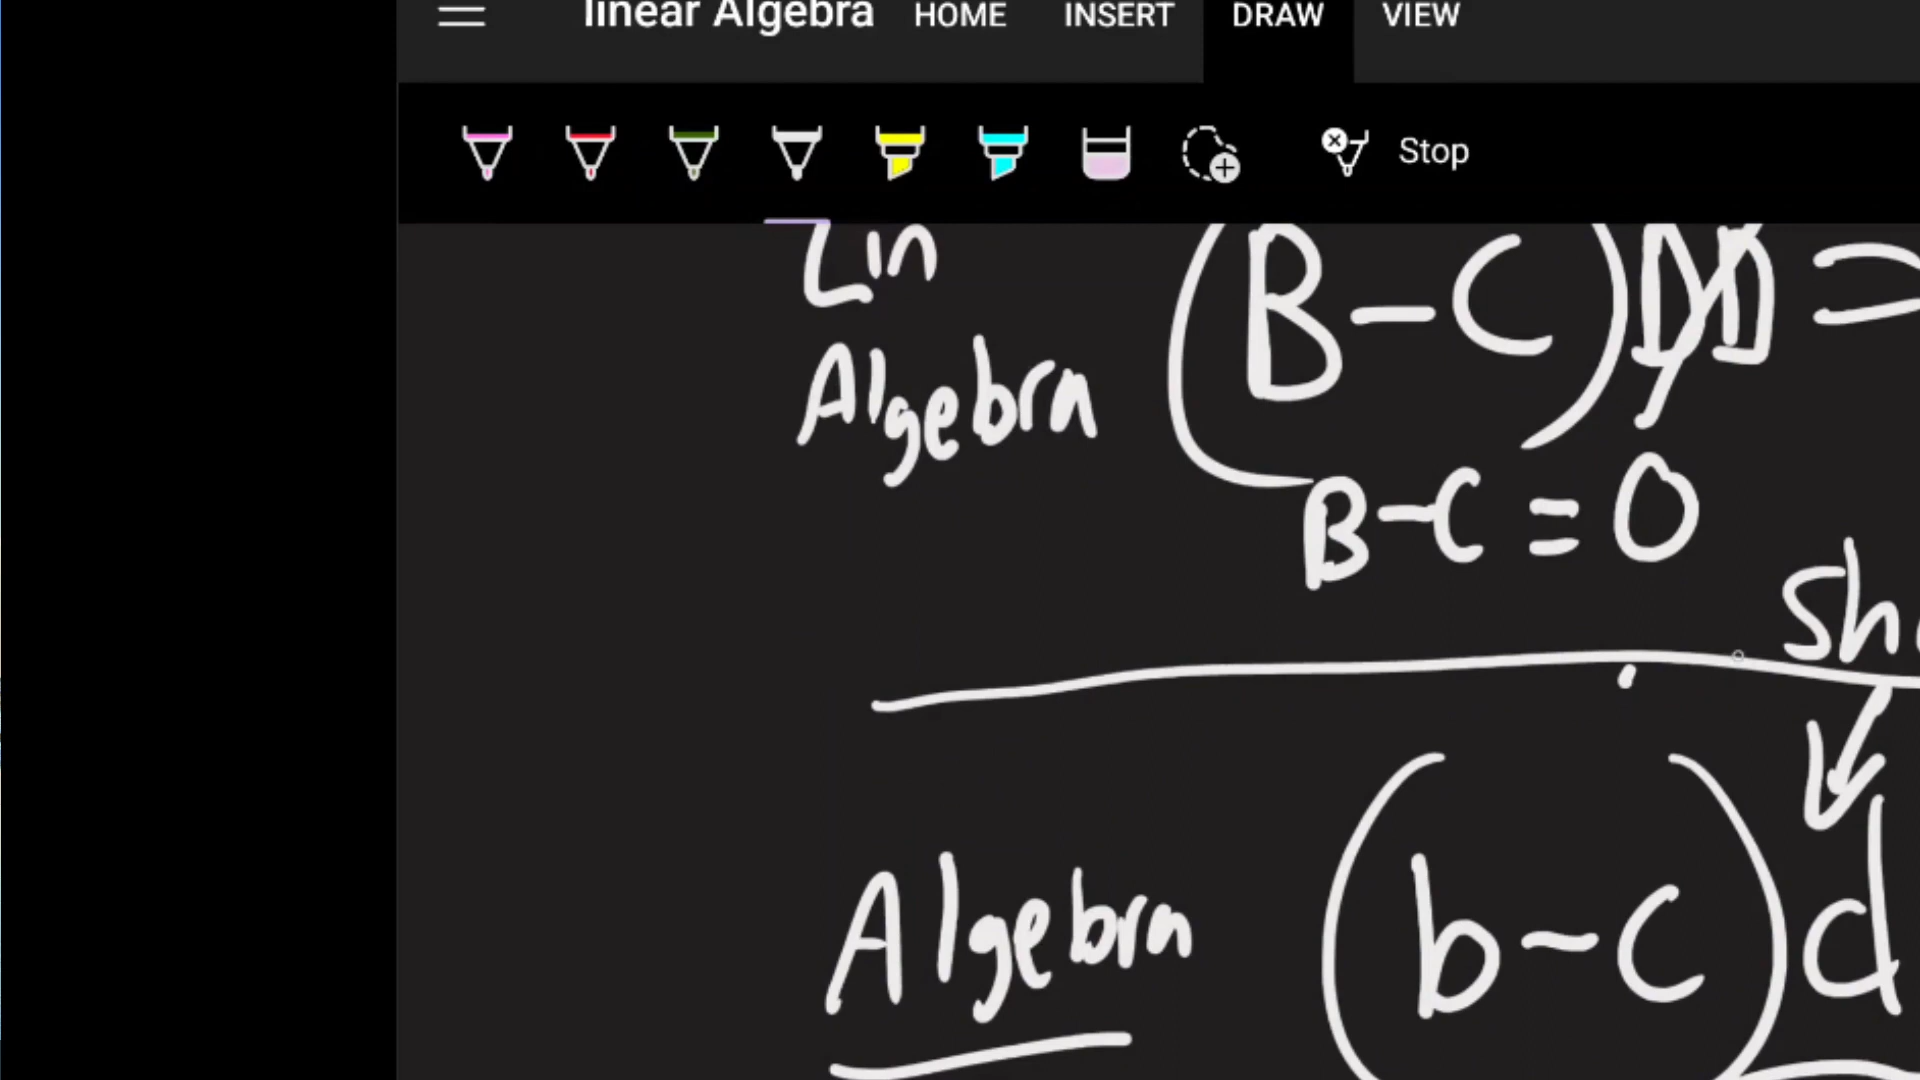 linear Algebra HOME INSERT DRAW VIEW
Stop
Lin (B-C) =
Algebra
B-C = 0
Algebra (b-c)d